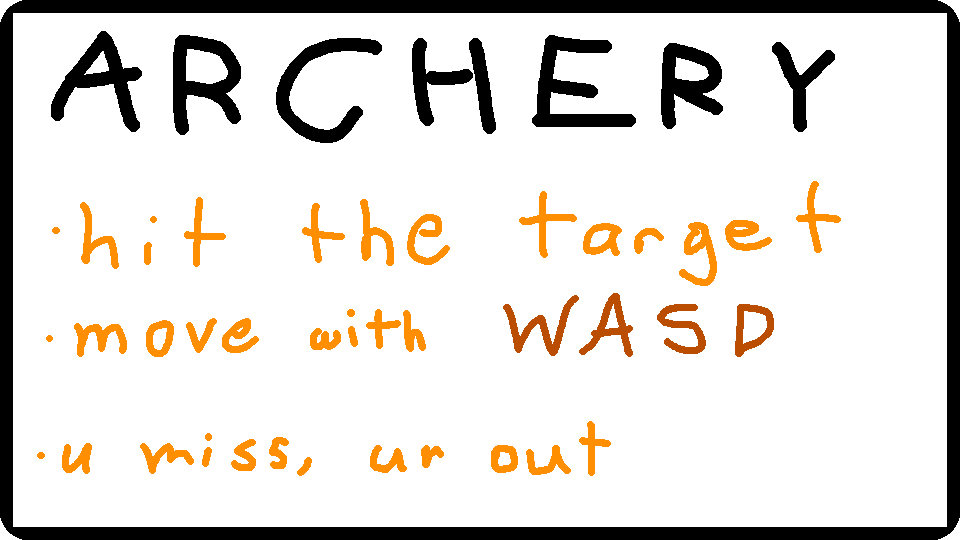 ARCHERY
·hit the target
·move with WASD
·u miss, ur out